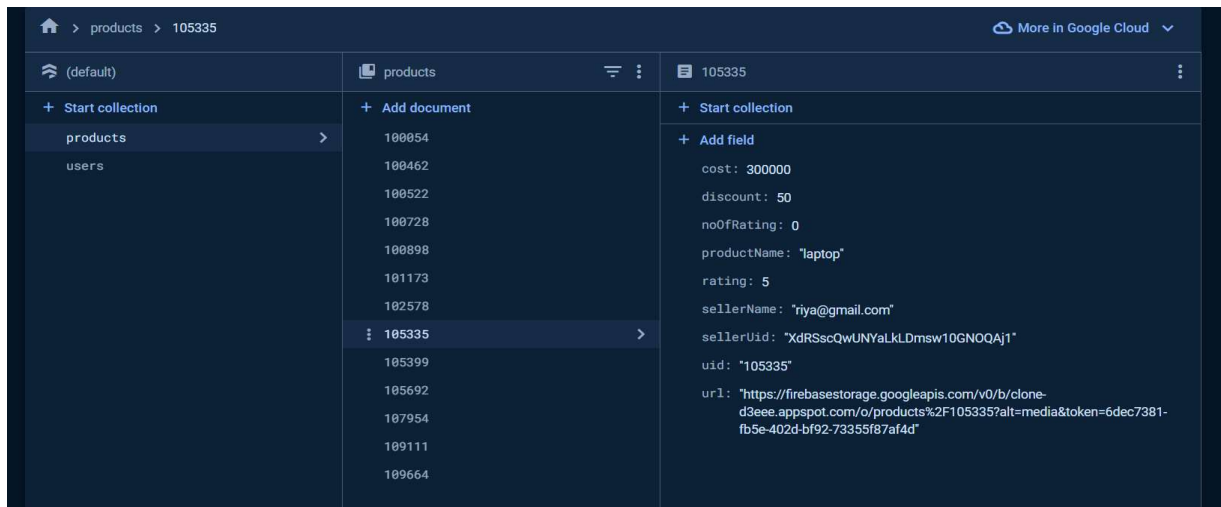 products > 105335
More in Google Cloud
(default)
products
105335
+ Start collection
+ Add document
+ Start collection
products
users
100054
100462
100522
100728
100898
101173
102578
105335
105399
105692
107954
109111
109664
+ Add field
cost: 300000
discount: 50
noOfRating: 0
productName: "laptop"
rating: 5
sellerName: "riya@gmail.com"
sellerUid: "XdRSscQwUNYaLkLDmsw10GNOQAj1"
uid: "105335"
url: "https://firebasestorage.googleapis.com/v0/b/clone-
d3eee.appspot.com/o/products%2F105335?alt=media&token=6dec7381-
fb5e-402d-bf92-73355f87af4d"